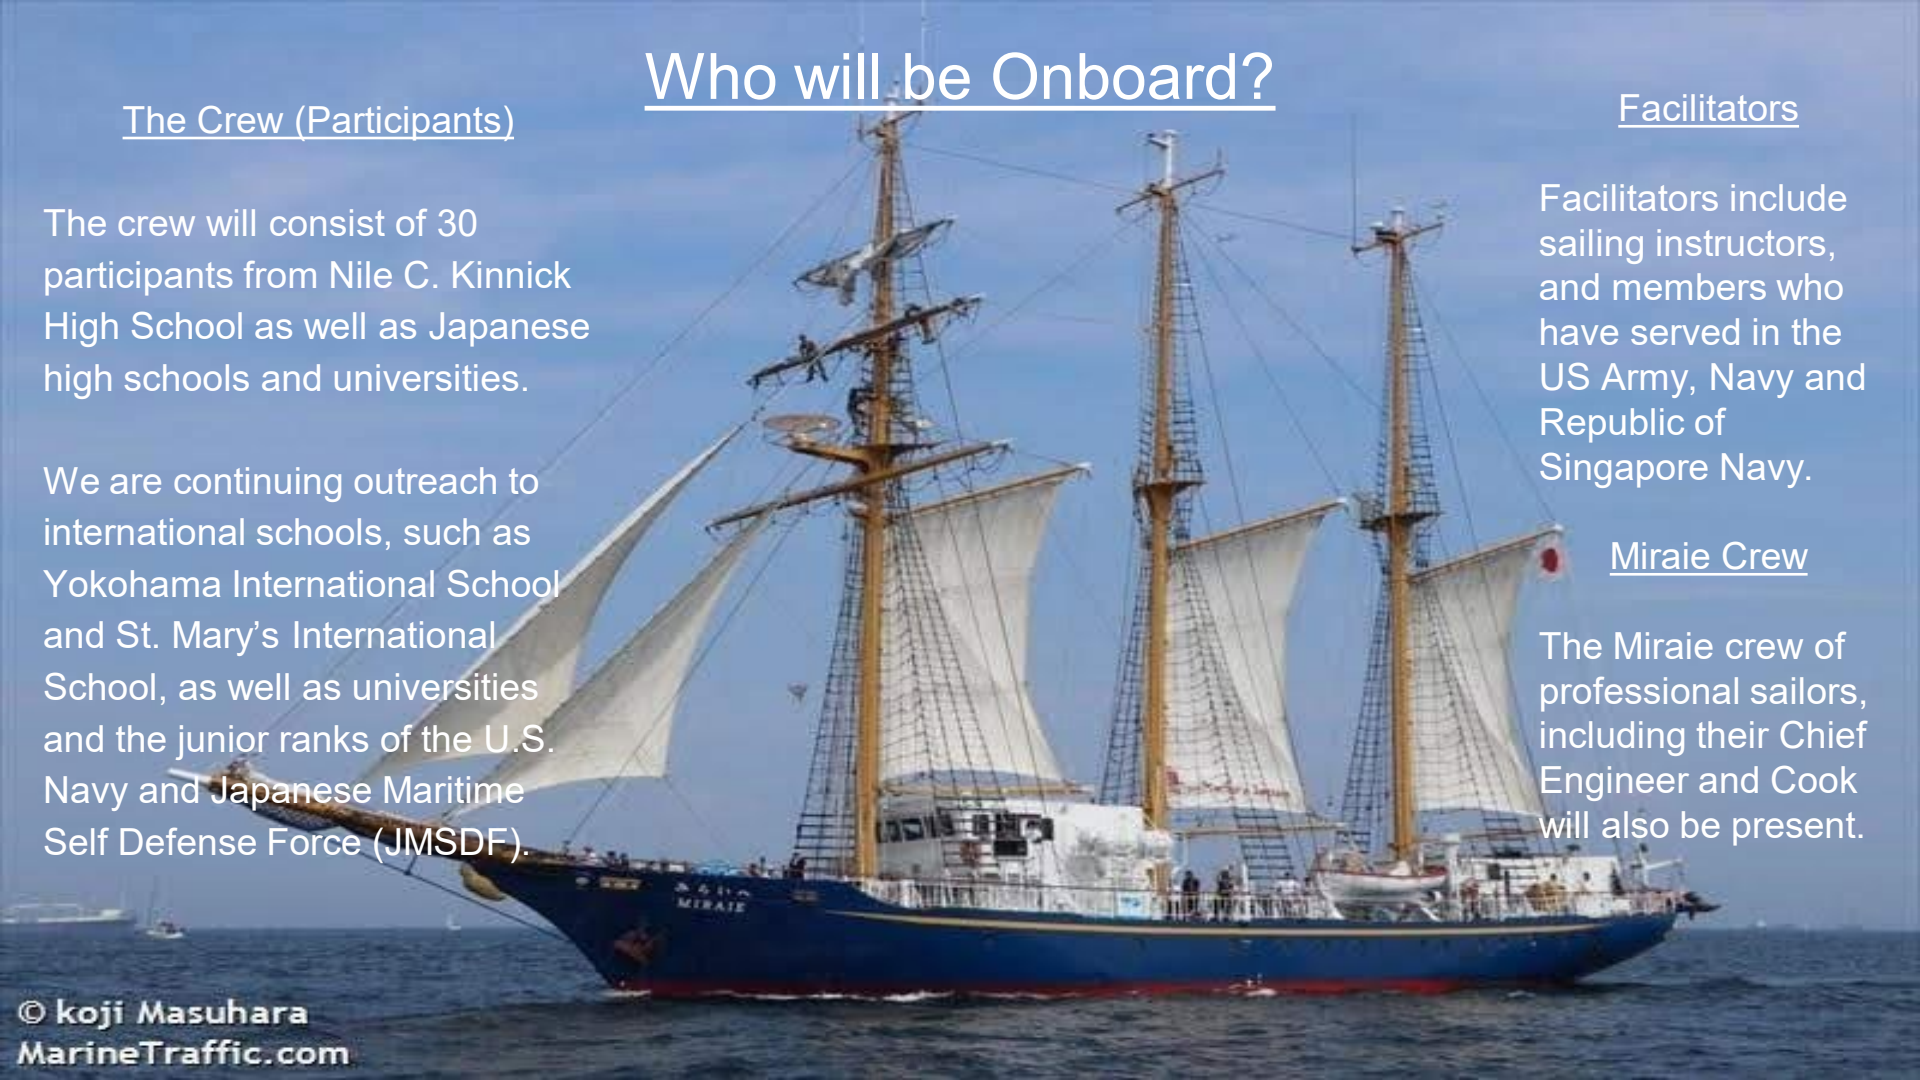 Who will be Onboard?
The Crew (Participants)
The crew will consist of 30
participants from Nile C. Kinnick
High School as well as Japanese
high schools and universities.
We are continuing outreach to
international schools, such as
Yokohama International School
and St. Mary’s International
School, as well as universities
and the junior ranks of the U.S.
Navy and Japanese Maritime
Self Defense Force (JMSDF).
Facilitators
Facilitators include
sailing instructors,
and members who
have served in the
US Army, Navy and
Republic of
Singapore Navy.
Miraie Crew
The Miraie crew of
professional sailors,
including their Chief
Engineer and Cook
will also be present.
みらいへ
MIRAIE
© koji Masuhara
MarineTraffic.com